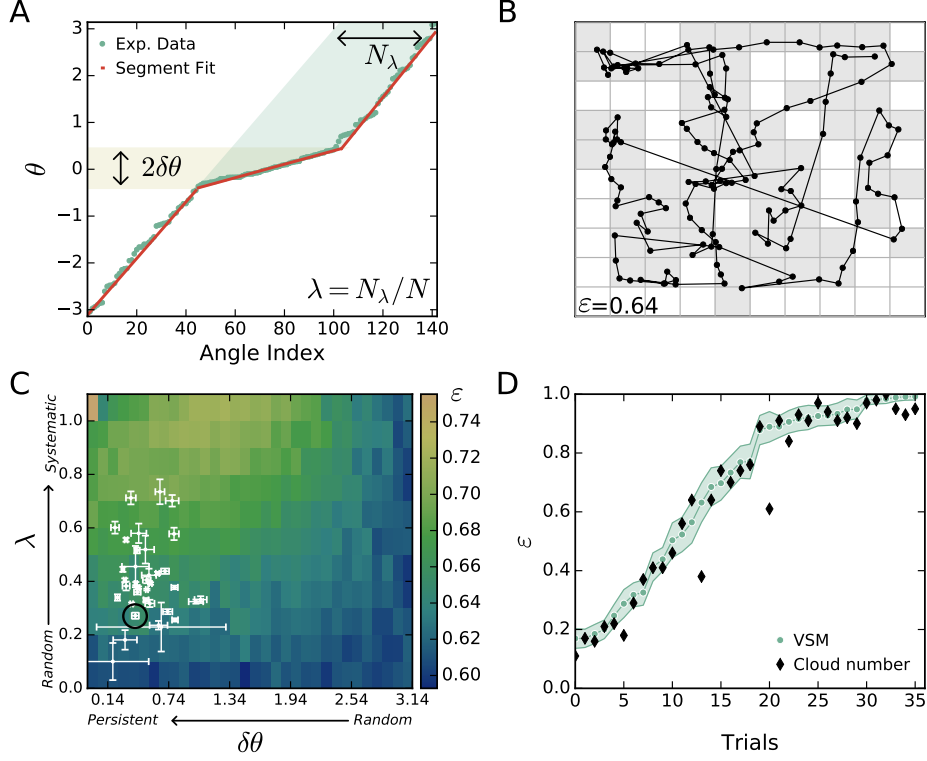 A
3
2
1
0
−1
−2
−3
θ
Exp. Data
Segment Fit
N_λ
2δθ
λ = N_λ/N
0 20 40 60 80 100 120 140
Angle Index
B
ε=0.64
C
1.0
0.8
0.6
0.4
0.2
0.0
λ
Systematic
Random
0.14 0.74 1.34 1.94 2.54 3.14
Persistent Random
δθ
ε
0.74
0.72
0.70
0.68
0.66
0.64
0.62
0.60
D
1.0
0.8
0.6
0.4
0.2
0.0
ε
VSM
Cloud number
0 5 10 15 20 25 30 35
Trials